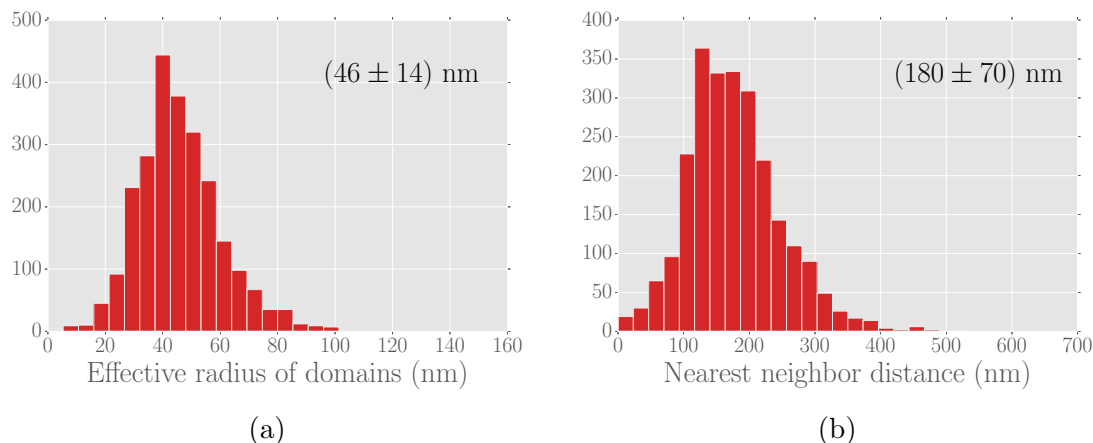 500
400
300
200
100
0
(46 ± 14) nm
0 20 40 60 80 100 120 140 160
Effective radius of domains (nm)
(a)
400
350
300
250
200
150
100
50
0
(180 ± 70) nm
0 100 200 300 400 500 600 700
Nearest neighbor distance (nm)
(b)